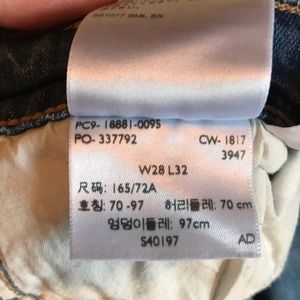 PC9- 18881-0095
PO- 337792 CW- 1817
3947
W28 L32
尺码: 165/72A
호칭: 70 -97 허리둘레: 70 cm
엉덩이둘레: 97cm
S40197 AD